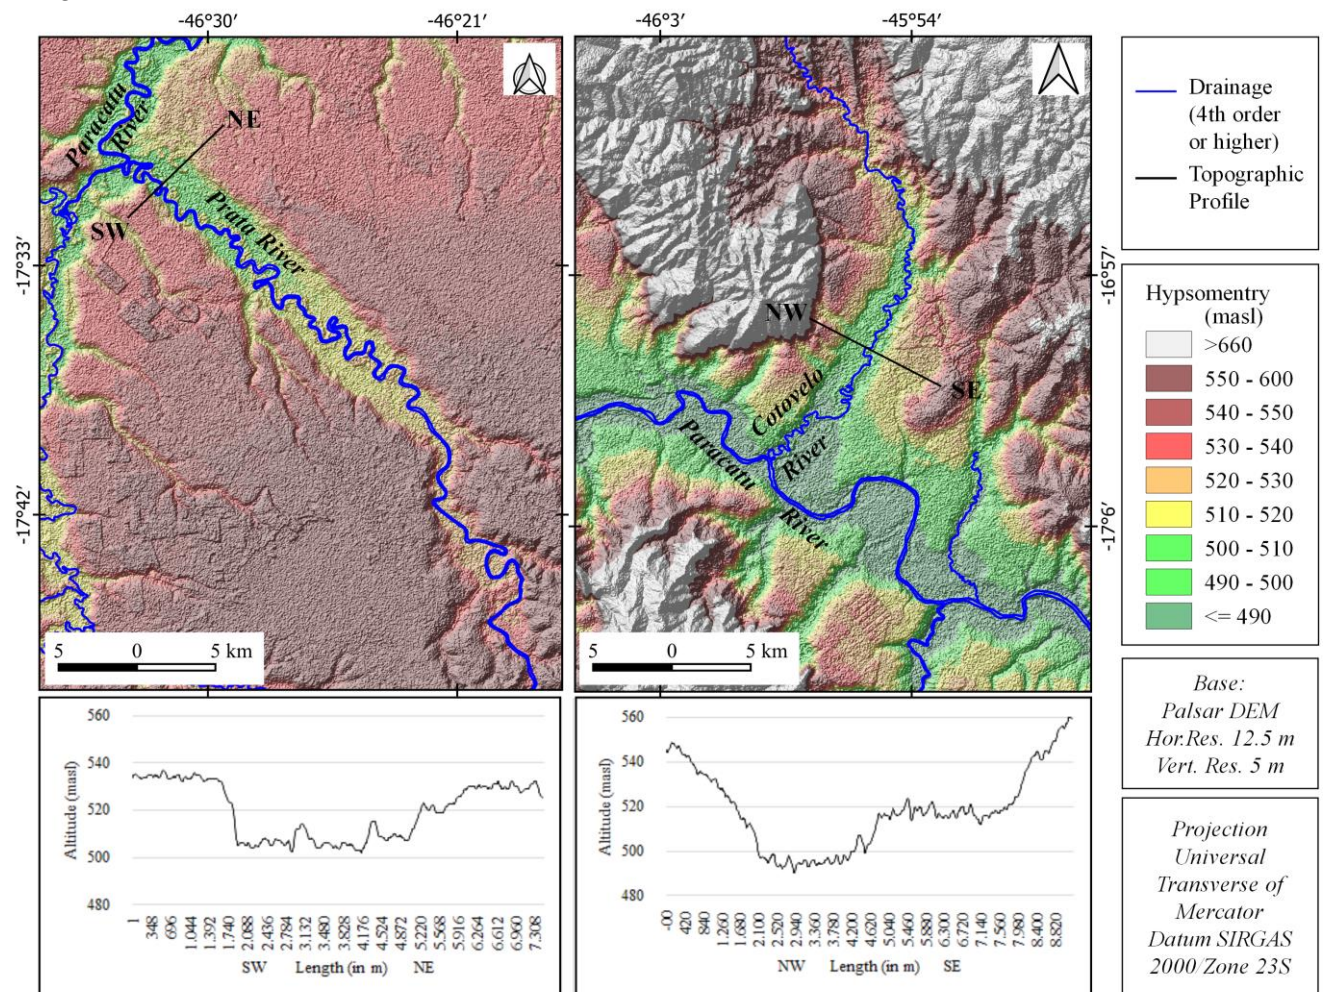 -46°30′
-46°21′
-46°3′
-45°54′
-17°33′
-17°42′
-16°57′
-17°6′
Paracatu
River
NE
SW
Prata River
5 0 5 km
NW
SE
Cotovelo
River
Paracatu
River
5 0 5 km
Drainage
(4th order
or higher)
Topographic
Profile
Hypsomentry
(masl)
>660
550 - 600
540 - 550
530 - 540
520 - 530
510 - 520
500 - 510
490 - 500
<= 490
Base:
Palsar DEM
Hor.Res. 12.5 m
Vert. Res. 5 m
Projection
Universal
Transverse of
Mercator
Datum SIRGAS
2000/Zone 23S
Altitude (masl)
560
540
520
500
480
1
348
696
1.044
1.392
1.740
2.088
2.436
2.784
3.132
3.480
3.828
4.176
4.524
4.872
5.220
5.568
5.916
6.264
6.612
6.960
7.308
SW Length (in m) NE
Altitude (masl)
560
540
520
500
480
-00
420
840
1.260
1.680
2.100
2.520
2.940
3.360
3.780
4.200
4.620
5.040
5.460
5.880
6.300
6.720
7.140
7.560
7.980
8.400
8.820
NW Length (in m) SE